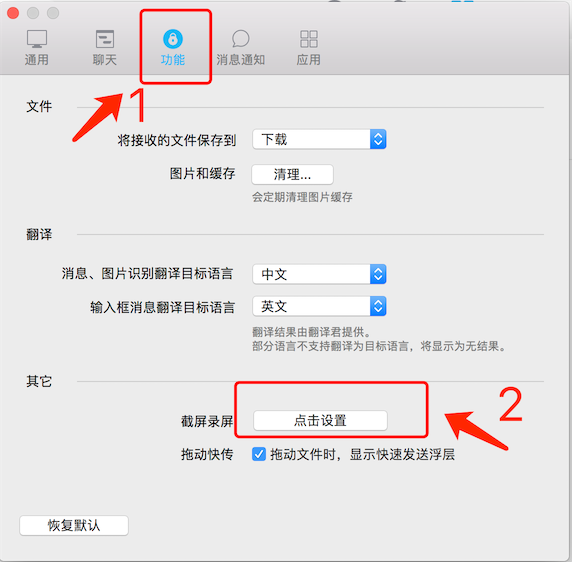 通用
聊天
功能
消息通知
应用
1
文件
将接收的文件保存到
下载
图片和缓存
清理...
会定期清理图片缓存
翻译
消息、图片识别翻译目标语言
中文
输入框消息翻译目标语言
英文
翻译结果由翻译君提供。
部分语言不支持翻译为目标语言，将显示为无结果。
其它
截屏录屏
点击设置
2
拖动快传
拖动文件时，显示快速发送浮层
恢复默认